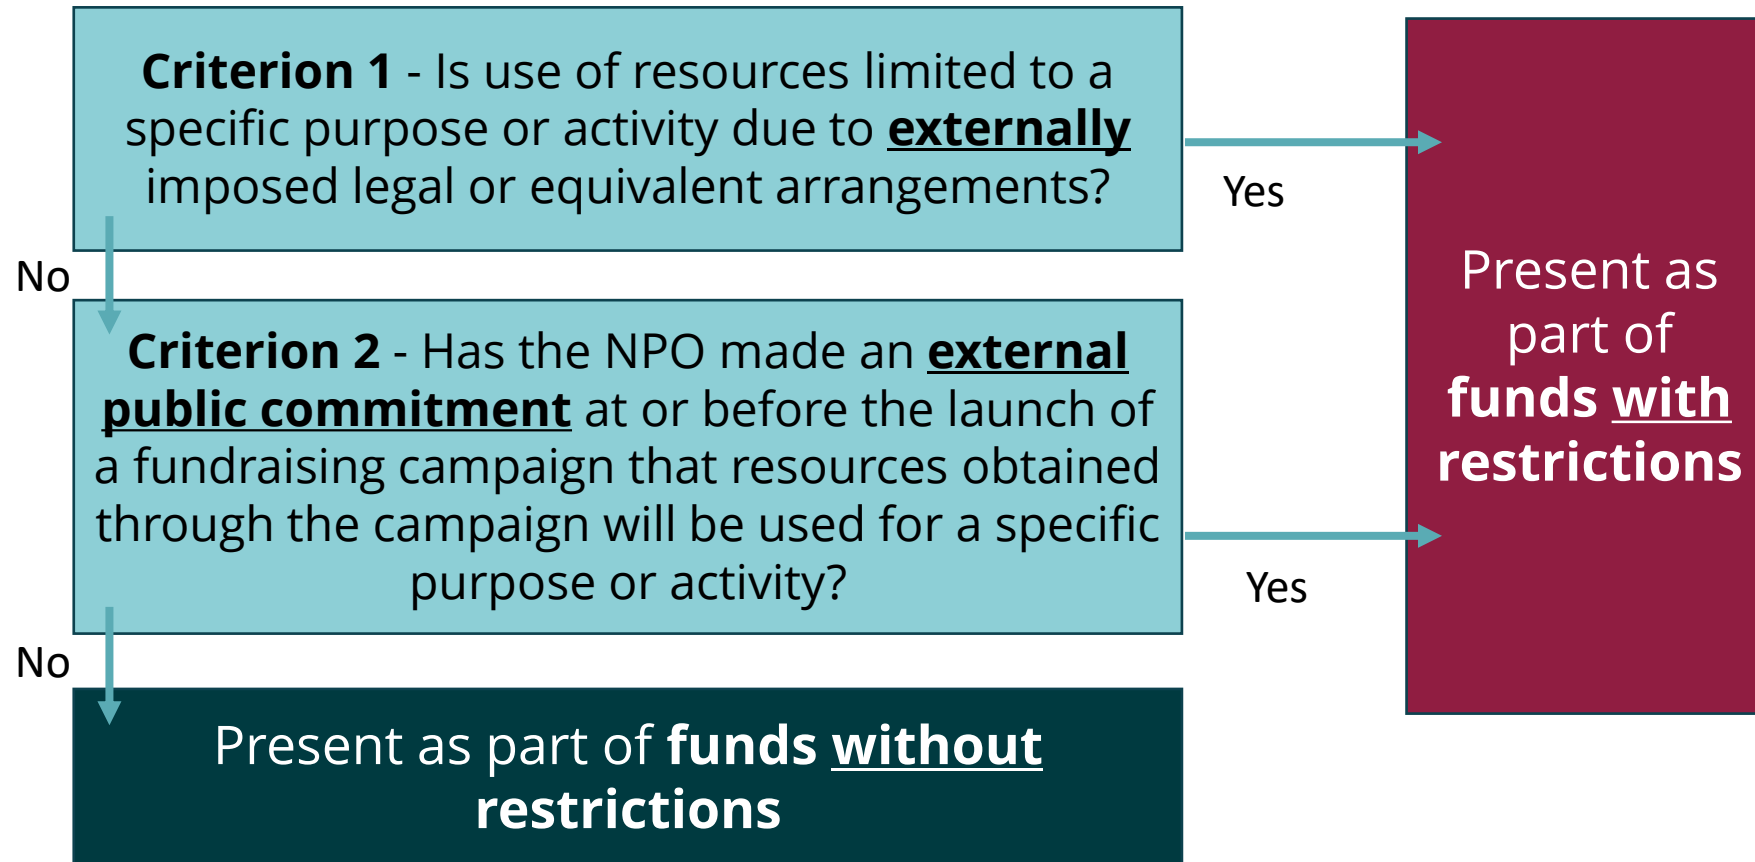 Criterion 1 - Is use of resources limited to a
specific purpose or activity due to externally
imposed legal or equivalent arrangements?
Yes
No
Criterion 2 - Has the NPO made an external
public commitment at or before the launch of
a fundraising campaign that resources obtained
through the campaign will be used for a specific
purpose or activity?
Yes
No
Present as part of funds without
restrictions
Present as
part of
funds with
restrictions